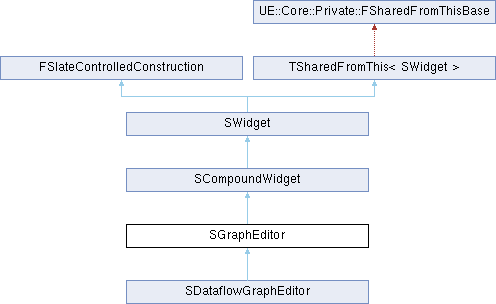 UE::Core::Private::FSharedFromThisBase
FSlateControlledConstruction
TSharedFromThis< SWidget >
SWidget
SCompoundWidget
SGraphEditor
SDataflowGraphEditor